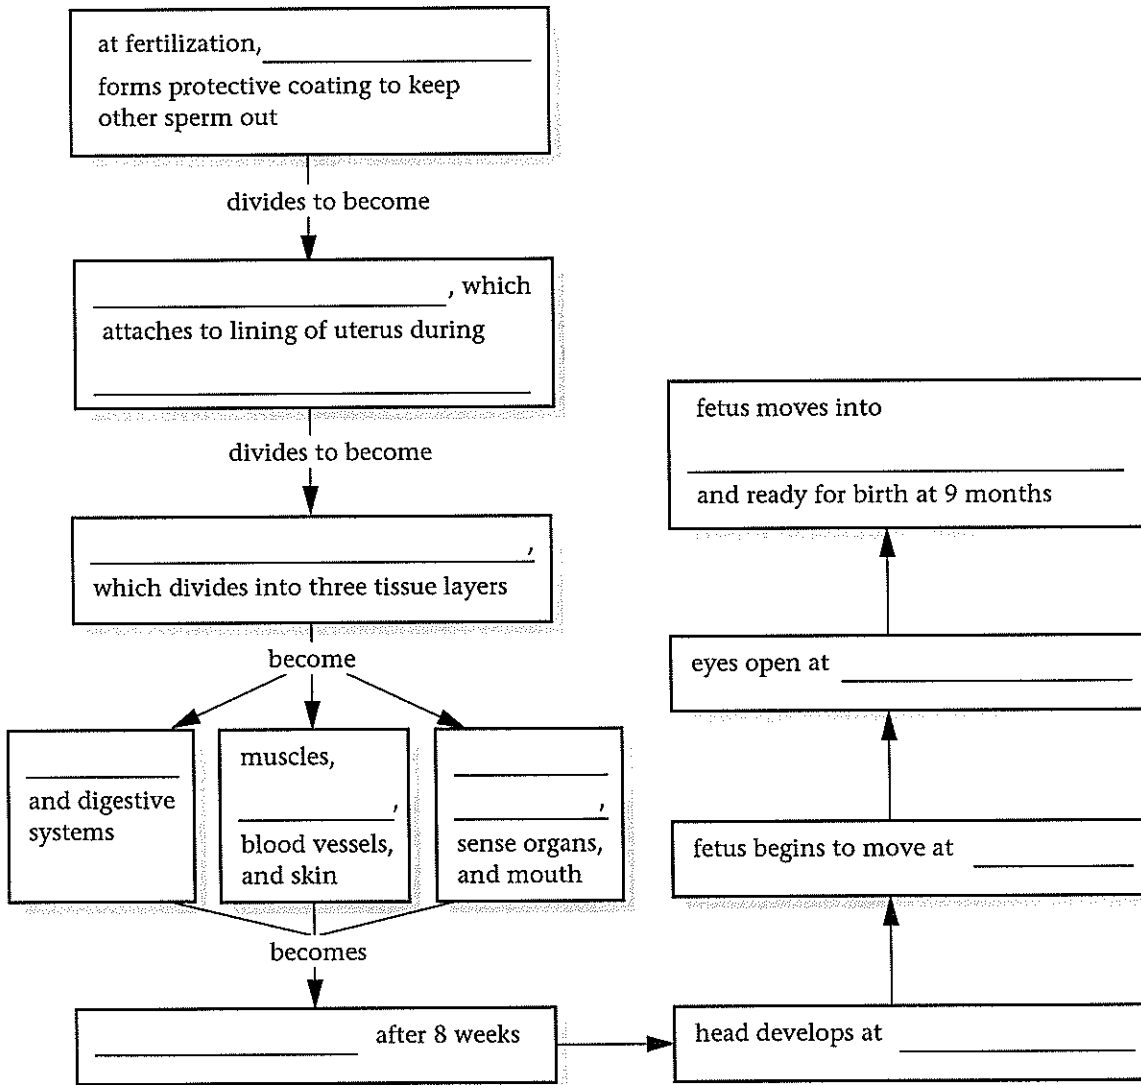 at fertilization,
forms protective coating to keep
other sperm out
divides to become
, which
attaches to lining of uterus during
divides to become
,
which divides into three tissue layers
become
and digestive
systems
muscles,
,
blood vessels,
and skin
,
sense organs,
and mouth
becomes
after 8 weeks
head develops at
fetus begins to move at
eyes open at
fetus moves into
and ready for birth at 9 months